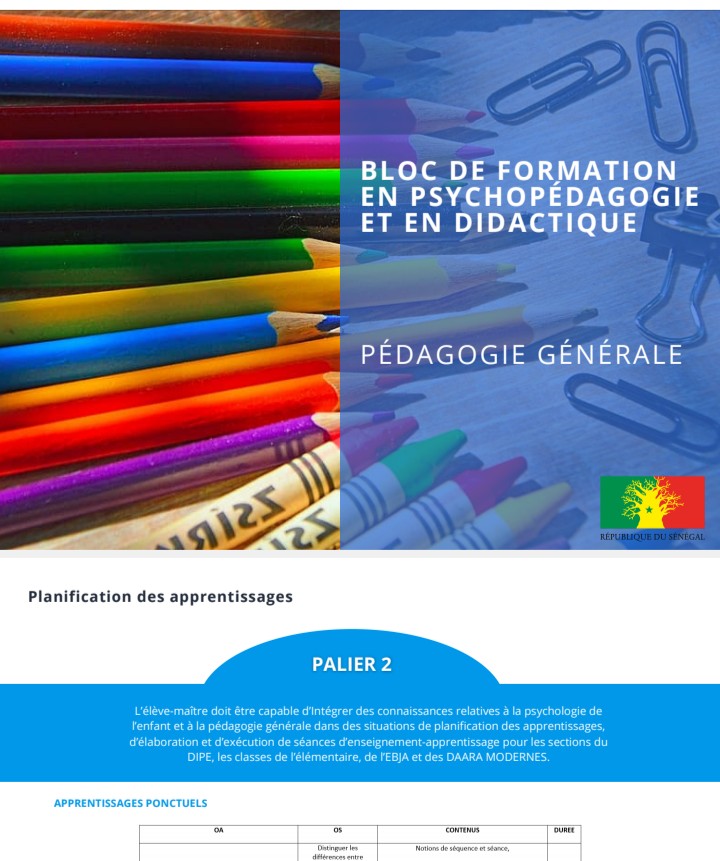 BLOC DE FORMATION
EN PSYCHOPÉDAGOGIE
ET EN DIDACTIQUE
PÉDAGOGIE GÉNÉRALE
RÉPUBLIQUE DU SÉNÉGAL
Planification des apprentissages
PALIER 2
L’élève-maître doit être capable d’Intégrer des connaissances relatives à la psychologie de
l’enfant et à la pédagogie générale dans des situations de planification des apprentissages,
d’élaboration et d’exécution de séances d’enseignement-apprentissage pour les sections du
DIPE, les classes de l’élémentaire, de l’EBJA et des DAARA MODERNES.
APPRENTISSAGES PONCTUELS
OA OS CONTENUS DUREE
Distinguer les
différences entre
Notions de séquence et séance,